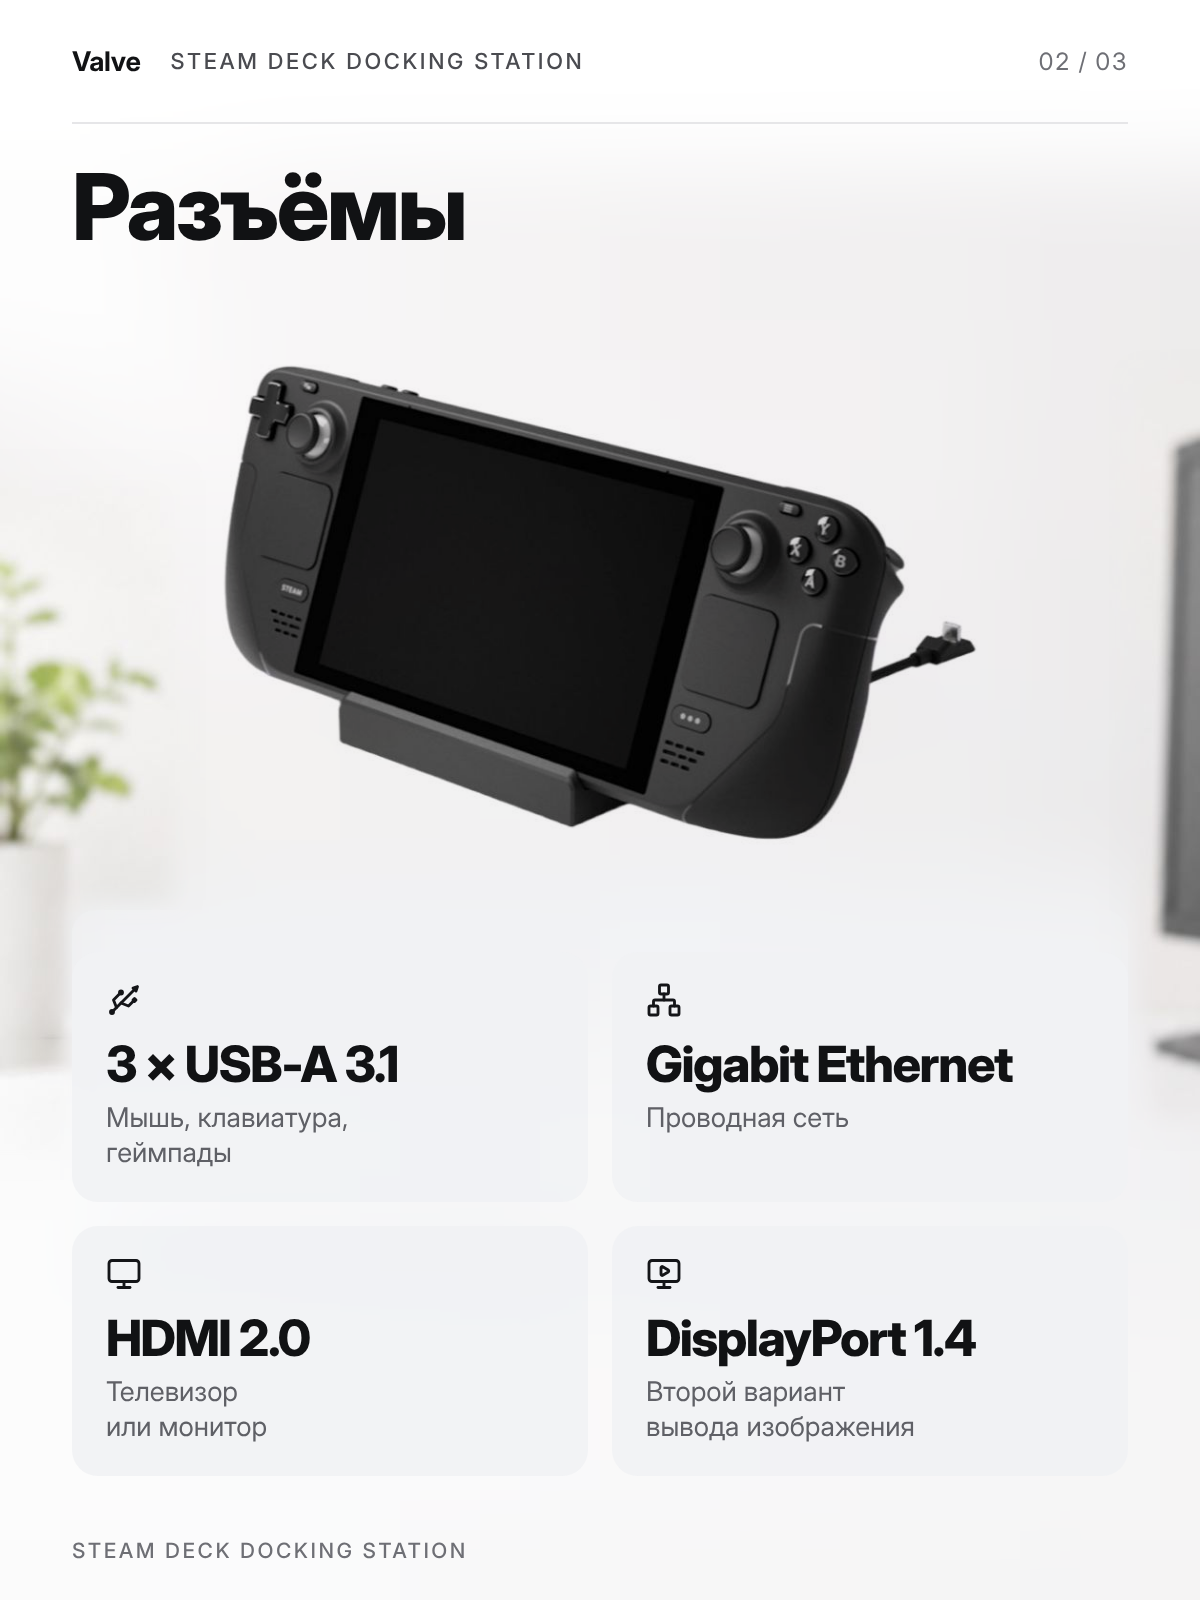 Valve STEAM DECK DOCKING STATION 02 / 03
Разъёмы
Y
X B
A
STEAM
3 × USB-A 3.1
Мышь, клавиатура,
геймпады
Gigabit Ethernet
Проводная сеть
HDMI 2.0
Телевизор
или монитор
DisplayPort 1.4
Второй вариант
вывода изображения
STEAM DECK DOCKING STATION